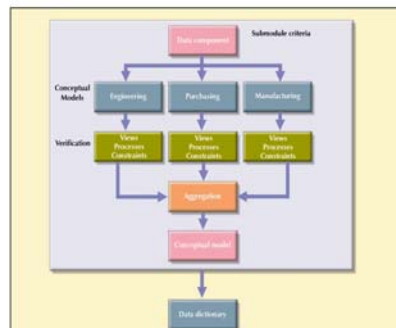 Data component
Submodule criteria
Conceptual
Models
Engineering
Purchasing
Manufacturing
Verification
Views
Processes
Constraints
Views
Processes
Constraints
Views
Processes
Constraints
Aggregation
Conceptual model
Data dictionary